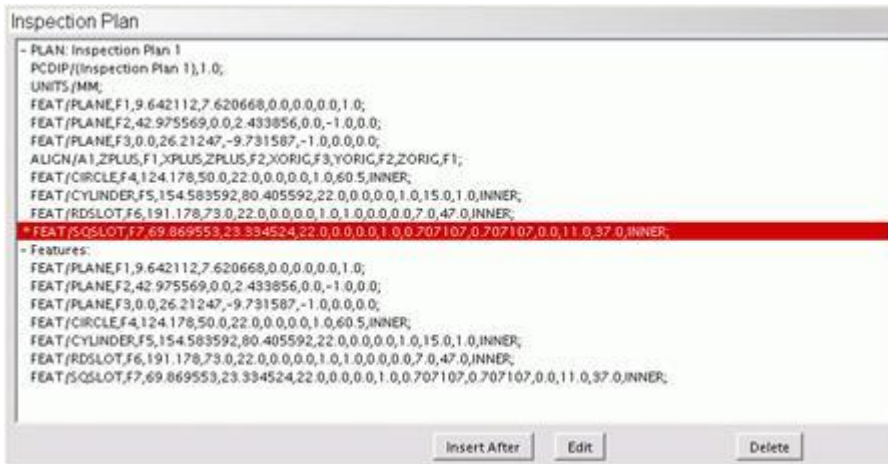 Inspection Plan
- PLAN: Inspection Plan 1
PCDIP/(Inspection Plan 1),1.0;
UNITS/MM;
FEAT/PLANE,F1,9.642112,7.620668,0.0,0.0,0.0,1.0;
FEAT/PLANE,F2,42.975569,0.0,2.433856,0.0,-1.0,0.0;
FEAT/PLANE,F3,0.0,26.21247,-9.731587,-1.0,0.0,0.0;
ALIGN/A1,ZPLUS,F1,XPLUS,ZPLUS,F2,XORIG,F3,YORIG,F2,ZORIG,F1;
FEAT/CIRCLE,F4,124.178,50.0,22.0,0.0,0.0,1.0,60.5,INNER;
FEAT/CYLINDER,F5,154.583592,80.405592,22.0,0.0,0.0,1.0,15.0,1.0,INNER;
FEAT/RDSLOT,F6,191.178,73.0,22.0,0.0,0.0,1.0,1.0,0.0,0.0,7.0,47.0,INNER;
* FEAT/SQSLOT,F7,69.869553,23.334524,22.0,0.0,0.0,1.0,0.707107,0.707107,0.0,11.0,37.0,INNER;
- Features:
FEAT/PLANE,F1,9.642112,7.620668,0.0,0.0,0.0,1.0;
FEAT/PLANE,F2,42.975569,0.0,2.433856,0.0,-1.0,0.0;
FEAT/PLANE,F3,0.0,26.21247,-9.731587,-1.0,0.0,0.0;
FEAT/CIRCLE,F4,124.178,50.0,22.0,0.0,0.0,1.0,60.5,INNER;
FEAT/CYLINDER,F5,154.583592,80.405592,22.0,0.0,0.0,1.0,15.0,1.0,INNER;
FEAT/RDSLOT,F6,191.178,73.0,22.0,0.0,0.0,1.0,1.0,0.0,0.0,7.0,47.0,INNER;
FEAT/SQSLOT,F7,69.869553,23.334524,22.0,0.0,0.0,1.0,0.707107,0.707107,0.0,11.0,37.0,INNER;
Insert After Edit Delete